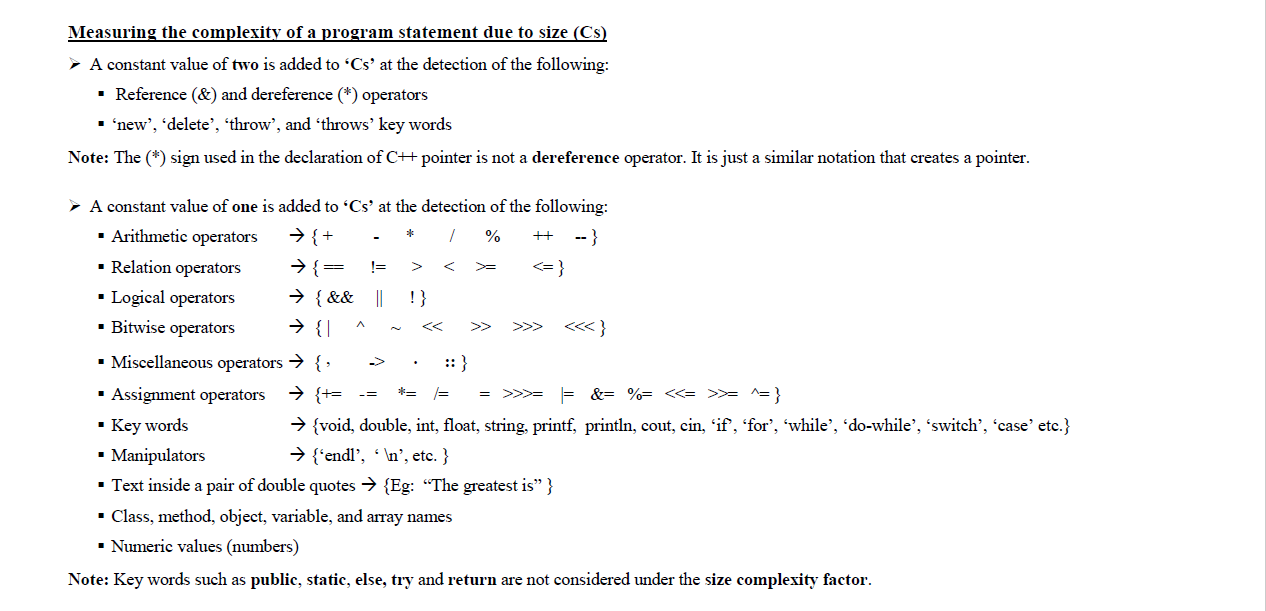 Measuring the complexity of a program statement due to size (Cs)
➢ A constant value of two is added to ‘Cs’ at the detection of the following:
▪ Reference (&) and dereference (*) operators
▪ ‘new’, ‘delete’, ‘throw’, and ‘throws’ key words
Note: The (*) sign used in the declaration of C++ pointer is not a dereference operator. It is just a similar notation that creates a pointer.
➢ A constant value of one is added to ‘Cs’ at the detection of the following:
▪ Arithmetic operators → { + - * / % ++ -- }
▪ Relation operators → { == != > < >= <= }
▪ Logical operators → { && || ! }
▪ Bitwise operators → { | ^ ~ << >> >>> <<< }
▪ Miscellaneous operators → { , -> . :: }
▪ Assignment operators → {+= -= *= /= = >>>= |= &= %= <<= >>= ^= }
▪ Key words → {void, double, int, float, string, printf, println, cout, cin, ‘if’, ‘for’, ‘while’, ‘do-while’, ‘switch’, ‘case’ etc.}
▪ Manipulators → {‘endl’, ‘ \n’, etc. }
▪ Text inside a pair of double quotes → {Eg: “The greatest is” }
▪ Class, method, object, variable, and array names
▪ Numeric values (numbers)
Note: Key words such as public, static, else, try and return are not considered under the size complexity factor.